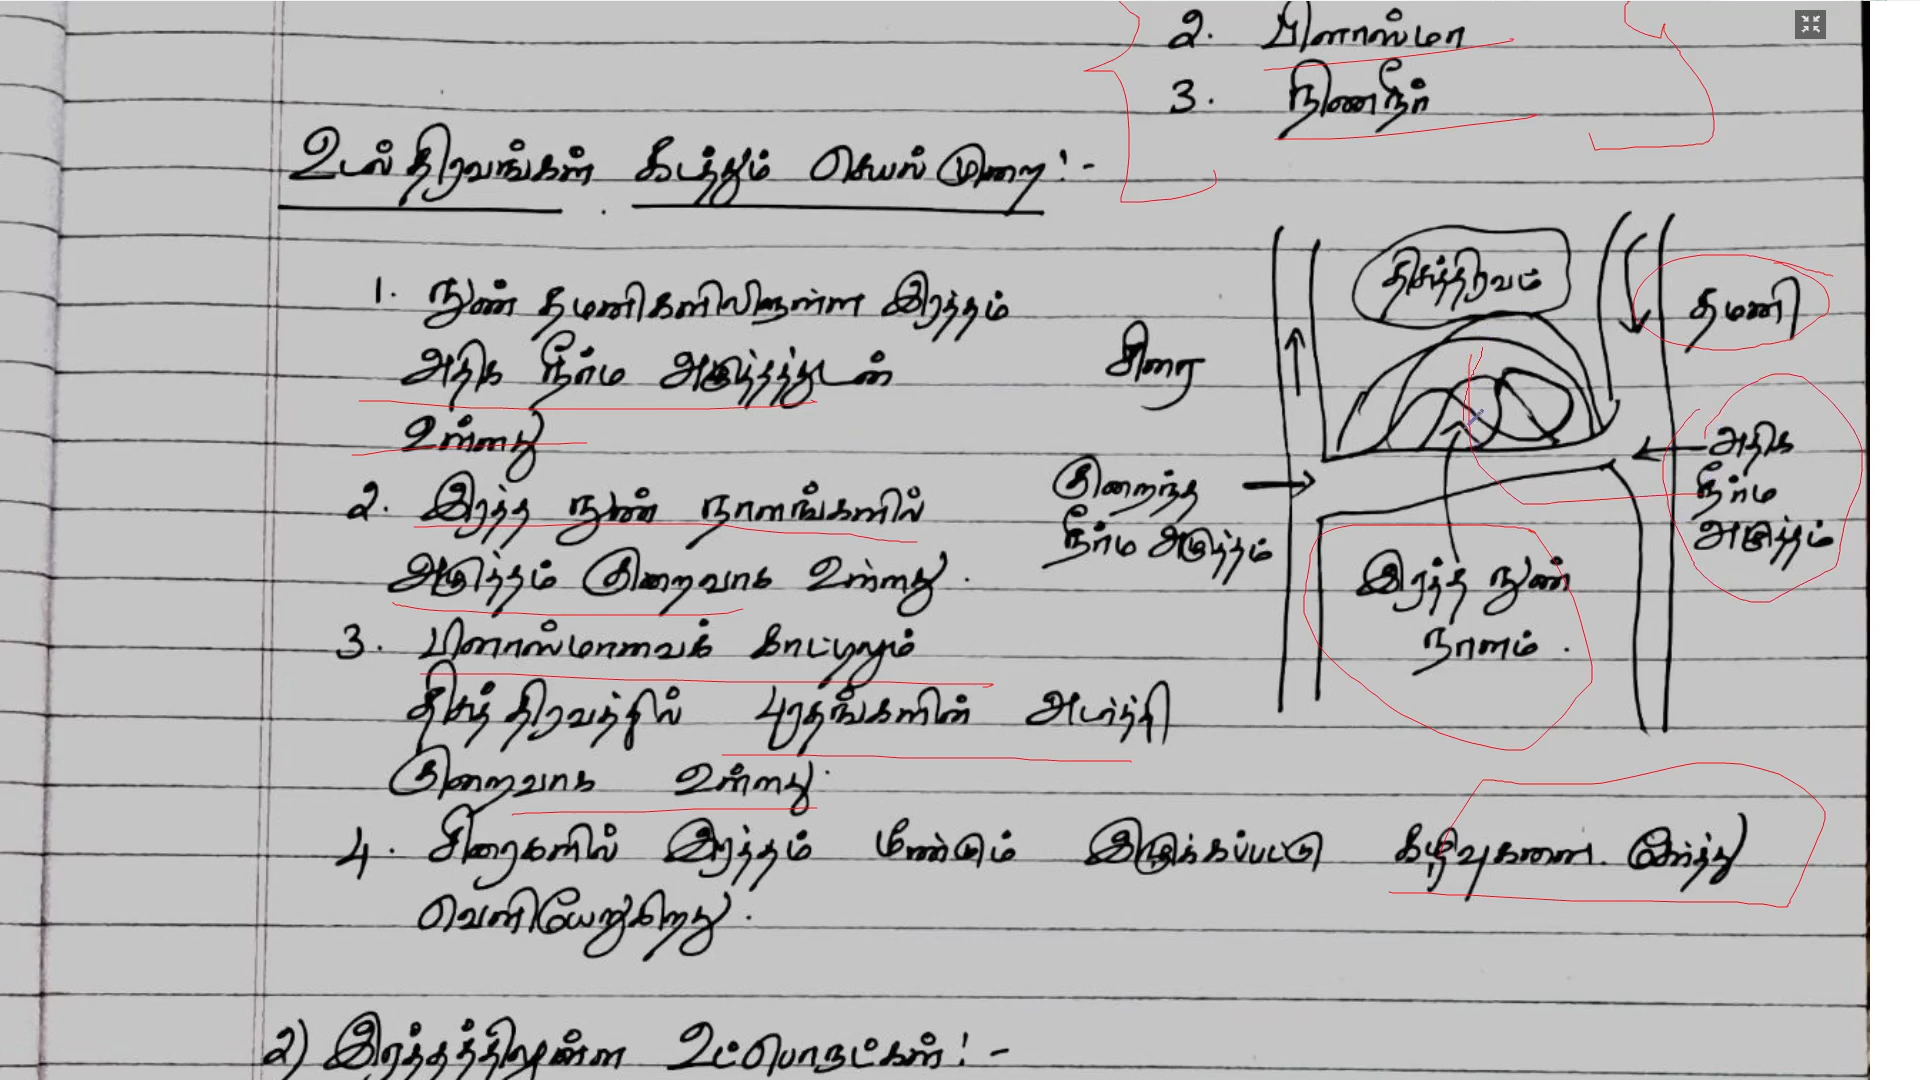 2. பிளாஸ்மா
3. நிணநீர்
உடல் திரவங்கள் கடத்தும் செயல் முறை:-
1. நுண் தமனிகளிலுள்ள இரத்தம்
அதிக நீர்ம அழுத்தத்துடன்
உள்ளது
2. இரத்த நுண் நாளங்களில்
அழுத்தம் குறைவாக உள்ளது.
3. பிளாஸ்மாவைக் காட்டிலும்
திசுத் திரவத்தில் புரதங்களின் அடர்த்தி
குறைவாக உள்ளது.
திசுத்திரவம்
தமனி
சிரை
அதிக
நீர்ம
அழுத்தம்
குறைந்த
நீர்ம அழுத்தம்
இரத்த நுண்
நாளம்.
4. சிரைகளில் இரத்தம் மீண்டும் இழுக்கப்பட்டு கழிவுகளை சேர்த்து
வெளியேறுகிறது.
2) இரத்தத்திலுள்ள உட்பொருட்கள்:-